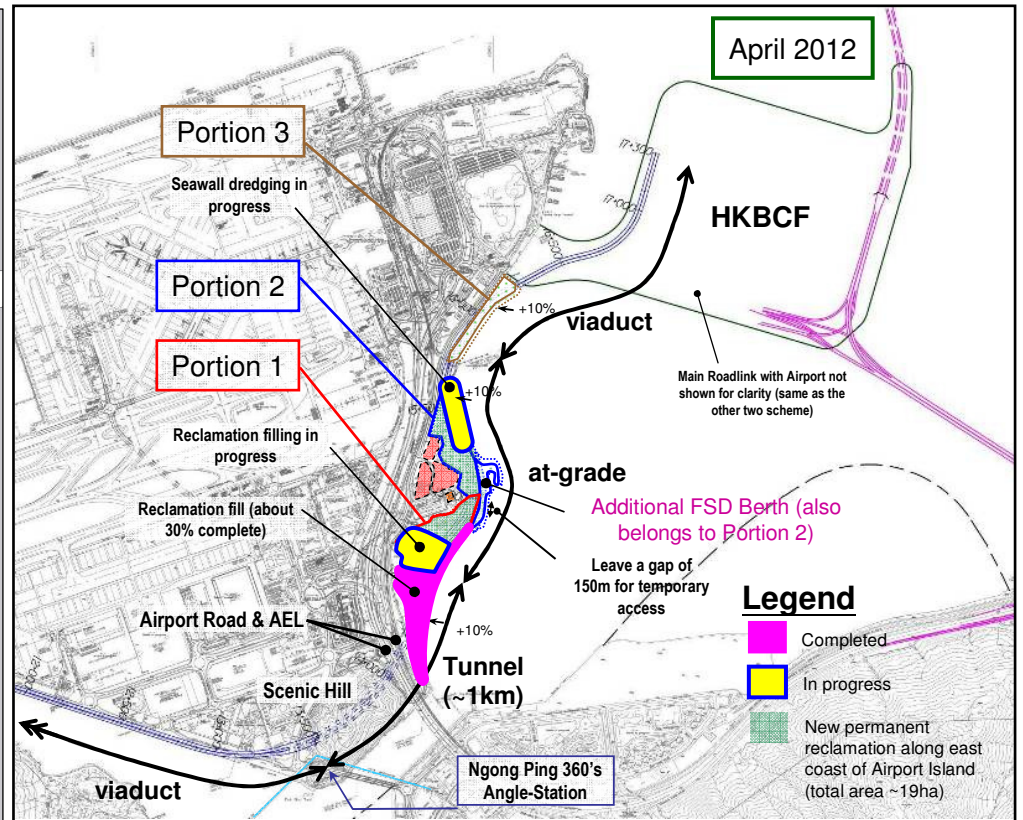 April 2012
Portion 3
Seawall dredging in
progress
17+300
17+000
HKBCF
Portion 2
+10%
viaduct
Portion 1
+10%
Main Roadlink with Airport not
shown for clarity (same as the
other two scheme)
Reclamation filling in
progress
at-grade
Reclamation fill (about
30% complete)
Additional FSD Berth (also
belongs to Portion 2)
Leave a gap of
150m for temporary
access
Legend
Completed
Airport Road & AEL
+10%
Tunnel
(~1km)
Scenic Hill
In progress
New permanent
reclamation along east
coast of Airport Island
(total area ~19ha)
Ngong Ping 360's
Angle-Station
viaduct